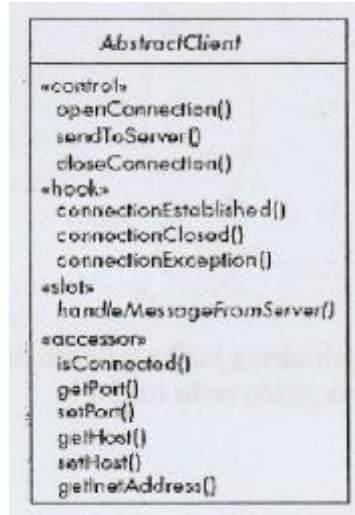 AbstractClient
«control»
openConnection()
sendToServer()
closeConnection()
«hook»
connectionEstablished()
connectionClosed()
connectionException()
«slot»
handleMessageFromServer()
«accessor»
isConnected()
getPort()
setPort()
getHost()
setHost()
getInetAddress()